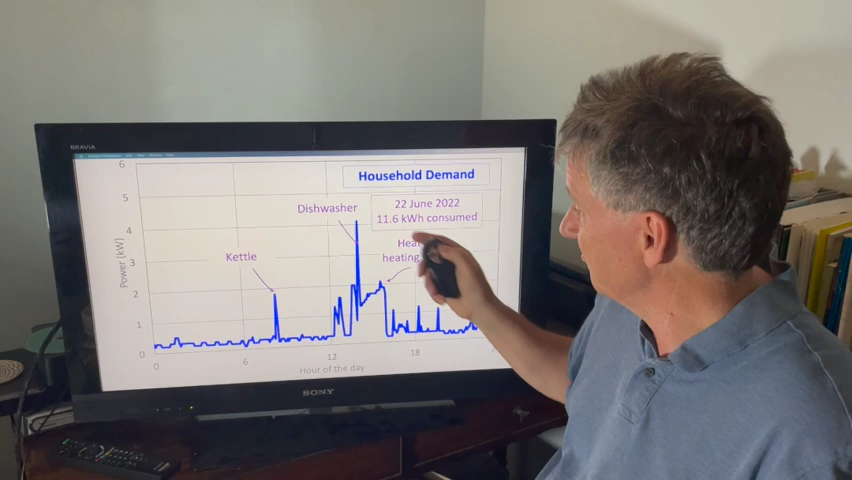 BRAVIA
Household Demand
22 June 2022
11.6 kWh consumed
Dishwasher
Kettle
heating
Power (kW)
6
5
4
3
2
1
0
0
6
12
18
Hour of the day
SONY